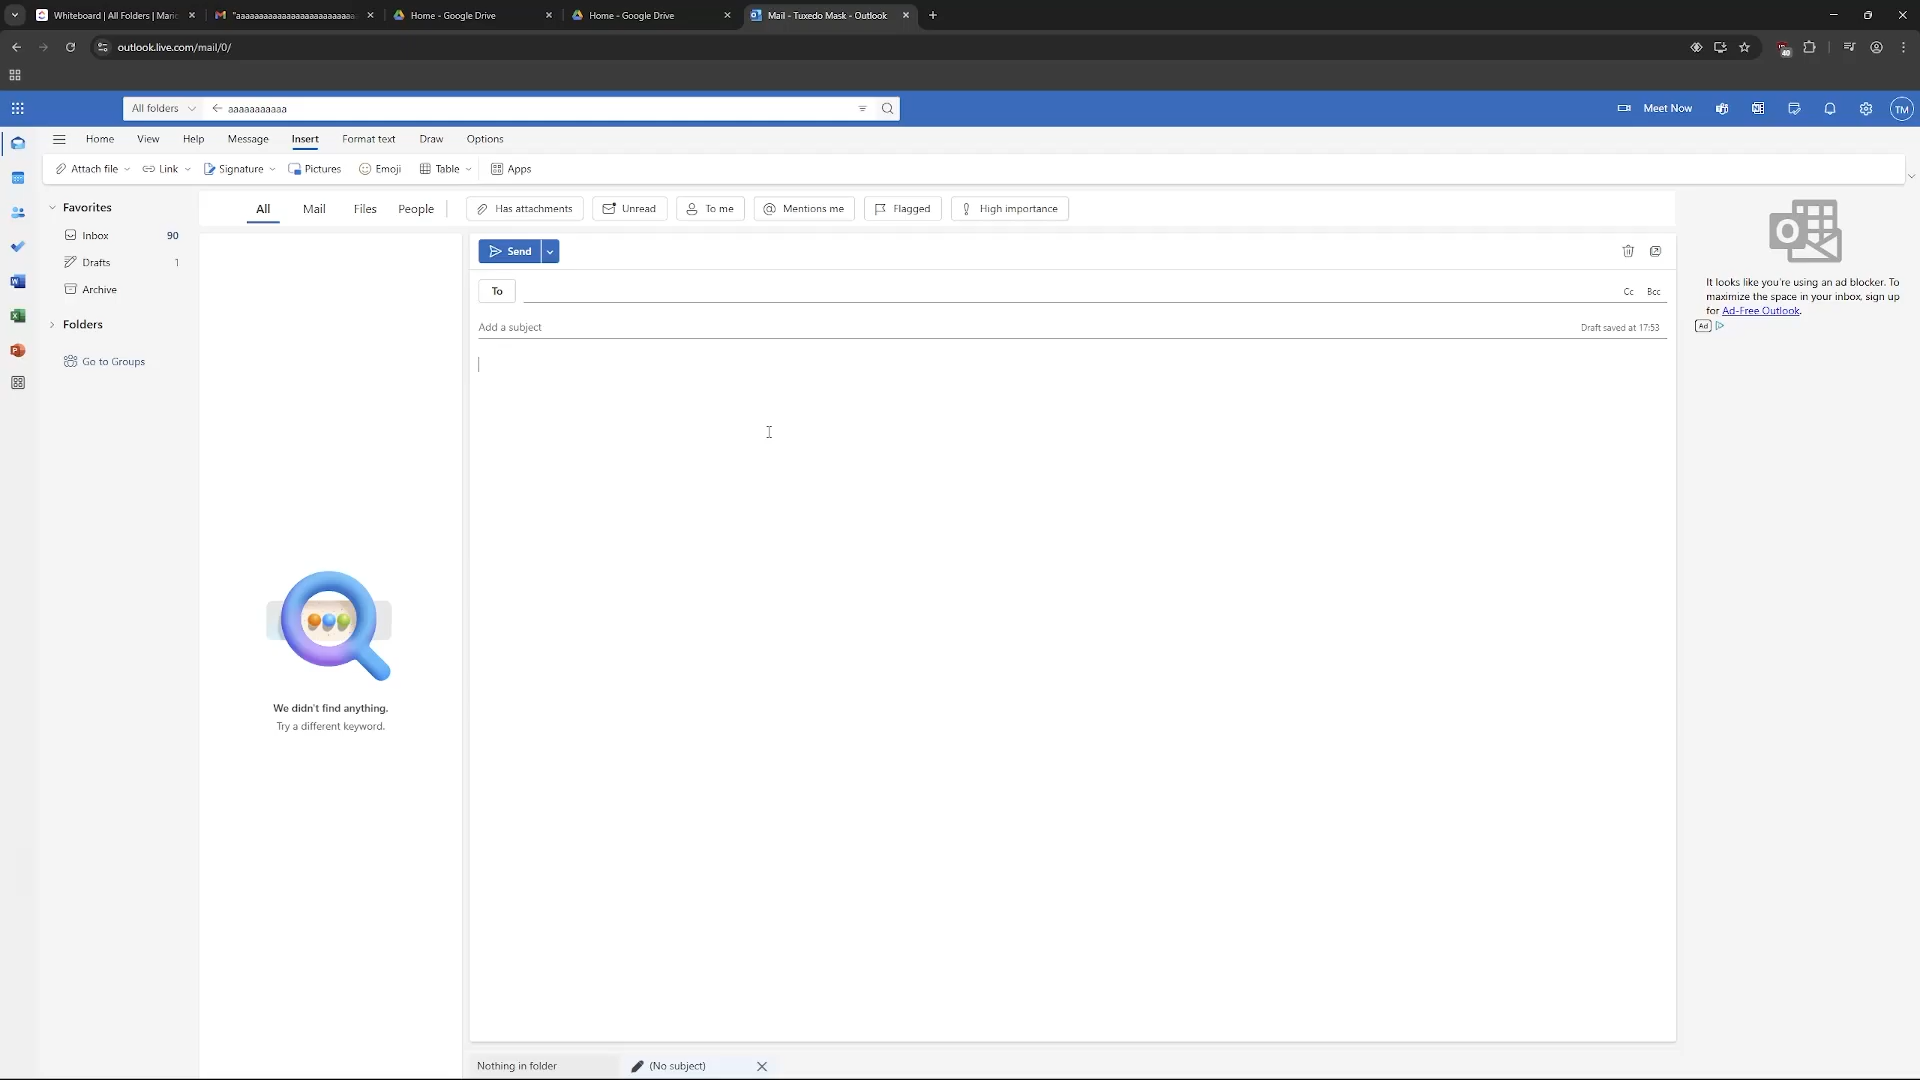 Whiteboard | All Folders | Maric
"aaaaaaaaaaaaaaaaaaaaaaaaaa
Home - Google Drive
Home - Google Drive
Mail - Tuxedo Mask - Outlook
outlook.live.com/mail/0/
40
All folders
aaaaaaaaaaa
Meet Now
TM
Home View Help Message Insert Format text Draw Options
Attach file Link Signature Pictures Emoji Table Apps
Favorites
Inbox 90
Drafts 1
Archive
Folders
Go to Groups
All Mail Files People Has attachments Unread To me Mentions me Flagged High importance
Send
To
Cc Bcc
Add a subject
Draft saved at 17:53
We didn't find anything.
Try a different keyword.
It looks like you're using an ad blocker. To
maximize the space in your inbox, sign up
for Ad-Free Outlook.
Ad
Nothing in folder
(No subject)